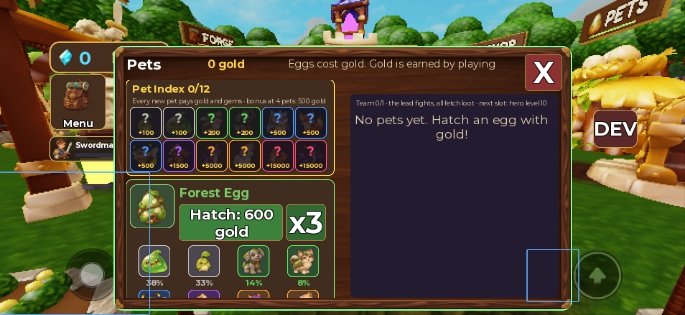 PETS
0
FORGE
Pets
0 gold
Eggs cost gold. Gold is earned by playing
X
Pet Index 0/12
Every new pet pays gold and gems - bonus at 4 pets: 500 gold
? ? ? ? ? ?
+100 +100 +200 +200 +500 +500
? ? ? ? ? ?
+500 +1500 +5000 +5000 +15000 +15000
Team 0/1 - the lead fights, all fetch loot - next slot: hero level 10
No pets yet. Hatch an egg with
gold!
Menu
Swordma
DEV
Forest Egg
Hatch: 600
gold
x3
38% 33% 14% 8%